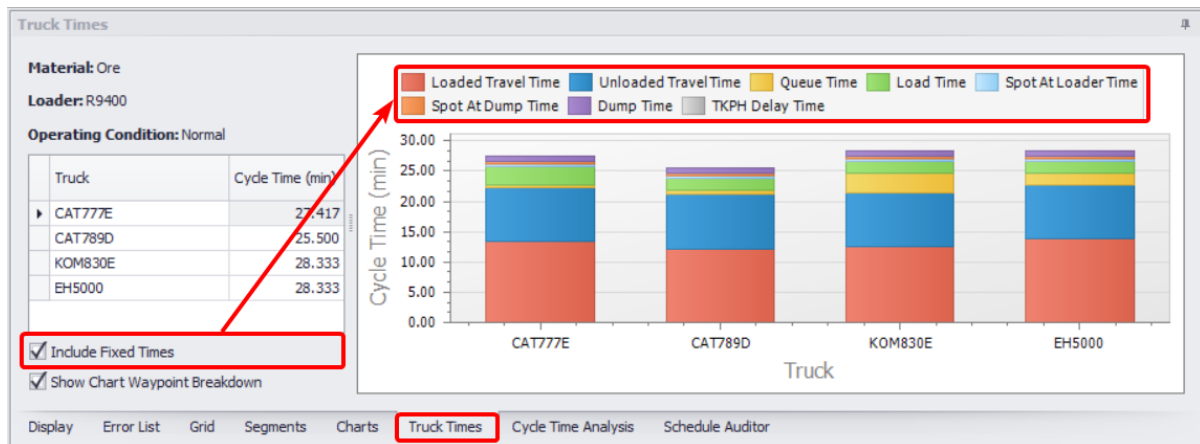 Truck Times
Material: Ore
Loader: R9400
Operating Condition: Normal
Truck Cycle Time (min)
CAT777E 27.417
CAT789D 25.500
KOM830E 28.333
EH5000 28.333
Include Fixed Times
Show Chart Waypoint Breakdown
Loaded Travel Time Unloaded Travel Time Queue Time Load Time Spot At Loader Time
Spot At Dump Time Dump Time TKPH Delay Time
Cycle Time (min)
30.00
25.00
20.00
15.00
10.00
5.00
0.00
CAT777E CAT789D KOM830E EH5000
Truck
Display Error List Grid Segments Charts Truck Times Cycle Time Analysis Schedule Auditor